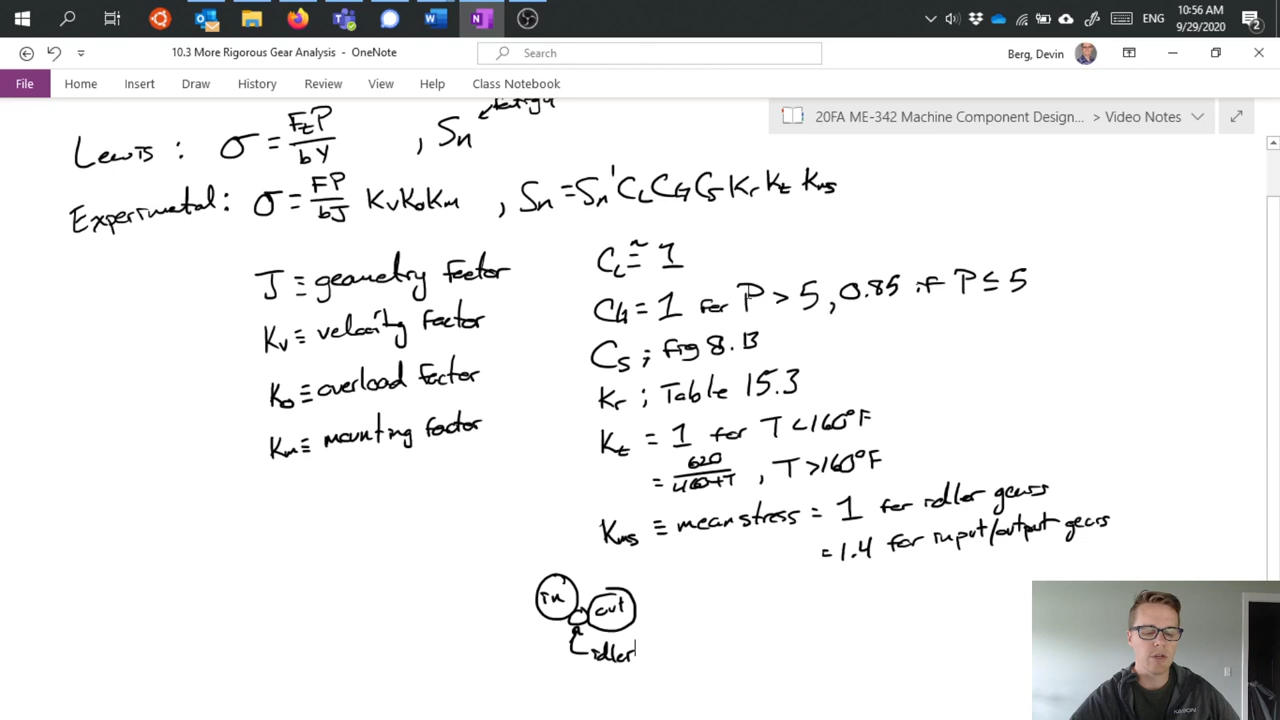 10:56 AM
ENG
9/29/2020
2
10.3 More Rigorous Gear Analysis - OneNote
Search
Berg, Devin
File Home Insert Draw History Review View Help Class Notebook
20FA ME-342 Machine Component Design... > Video Notes
Lewis : σ = FtP/bY , Sn
Experimental: σ = FP/bJ KvKoKm , Sn = Sn' CL CG CS Kr Kt Kms
J ≡ geometry factor
Kv ≡ velocity factor
Ko ≡ overload factor
Km ≡ mounting factor
CL ≅ 1
CG = 1 for P > 5, 0.85 if P ≤ 5
CS ; fig 8.13
Kr ; Table 15.3
Kt = 1 for T < 160°F
= 620/460+T , T > 160°F
Kms ≡ mean stress = 1 for idler gears
= 1.4 for input/output gears
in
out
idler